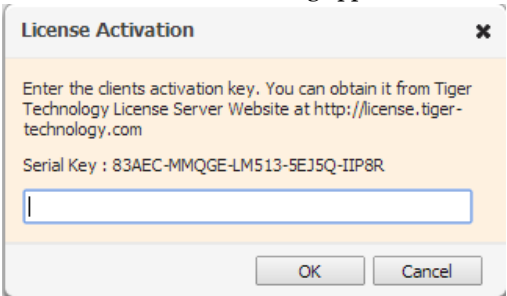 License Activation
Enter the clients activation key. You can obtain it from Tiger
Technology License Server Website at http://license.tiger-
technology.com
Serial Key : 83AEC-MMQGE-LM513-5EJ5Q-IIP8R
OK Cancel